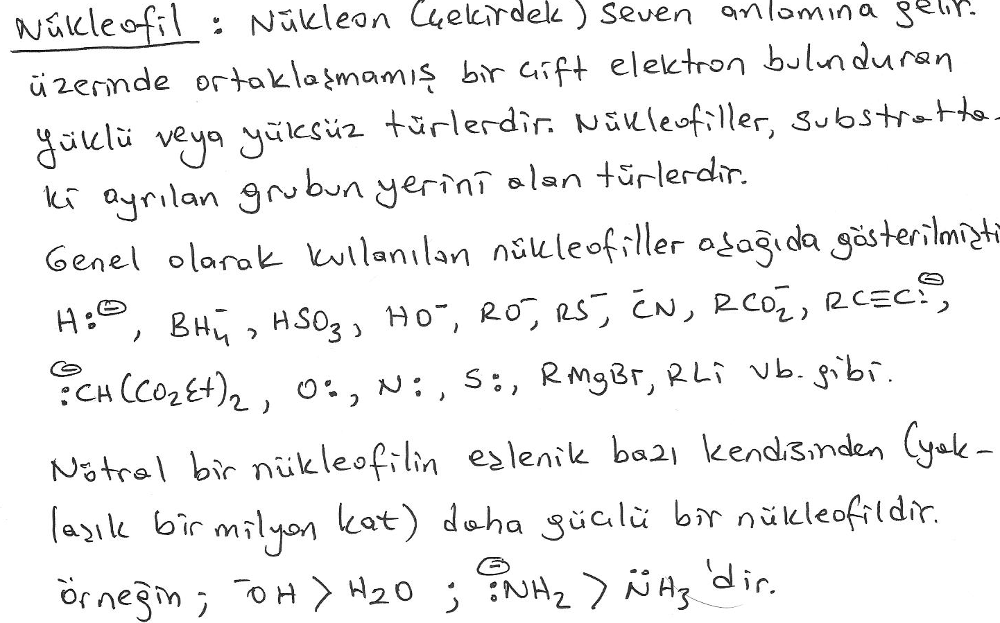 Nükleofil : Nükleon (çekirdek) seven anlamına gelir.
üzerinde ortaklaşmamış bir çift elektron bulunduran
yüklü veya yüksüz türlerdir. Nükleofiller, substratta-
ki ayrılan grubun yerini alan türlerdir.
Genel olarak kullanılan nükleofiller aşağıda gösterilmişti
H:⊖, BH₄⁻, HSO₃, HO⁻, RO⁻, RS⁻, ⁻CN, RCO₂⁻, RC≡C:⊖,
⊖:CH(CO₂Et)₂, O:, N:, S:, RMgBr, RLi vb. gibi.
Nötral bir nükleofilin eşlenik bazı kendisinden (yak-
laşık bir milyon kat) daha güçlü bir nükleofildir.
örneğin; ⁻OH > H₂O ; ⊖:NH₂ > N̈H₃ 'dir.